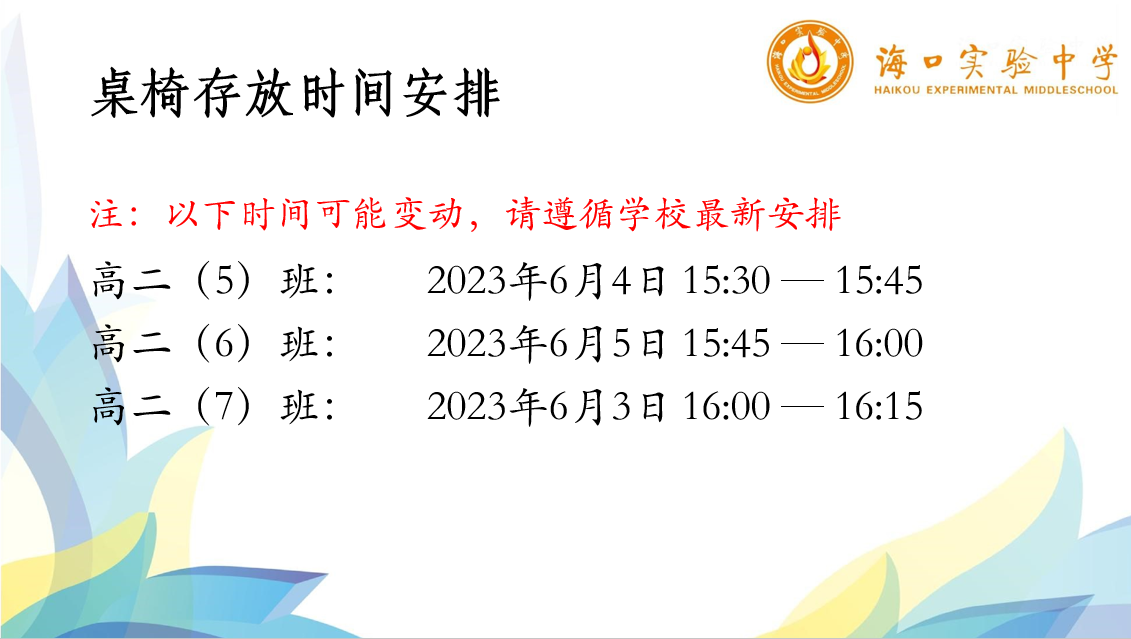 海口实验中学
HAIKOU EXPERIMENTAL MIDDLESCHOOL
桌椅存放时间安排
注：以下时间可能变动，请遵循学校最新安排
高二（5）班： 2023年6月4日 15:30 — 15:45
高二（6）班： 2023年6月5日 15:45 — 16:00
高二（7）班： 2023年6月3日 16:00 — 16:15